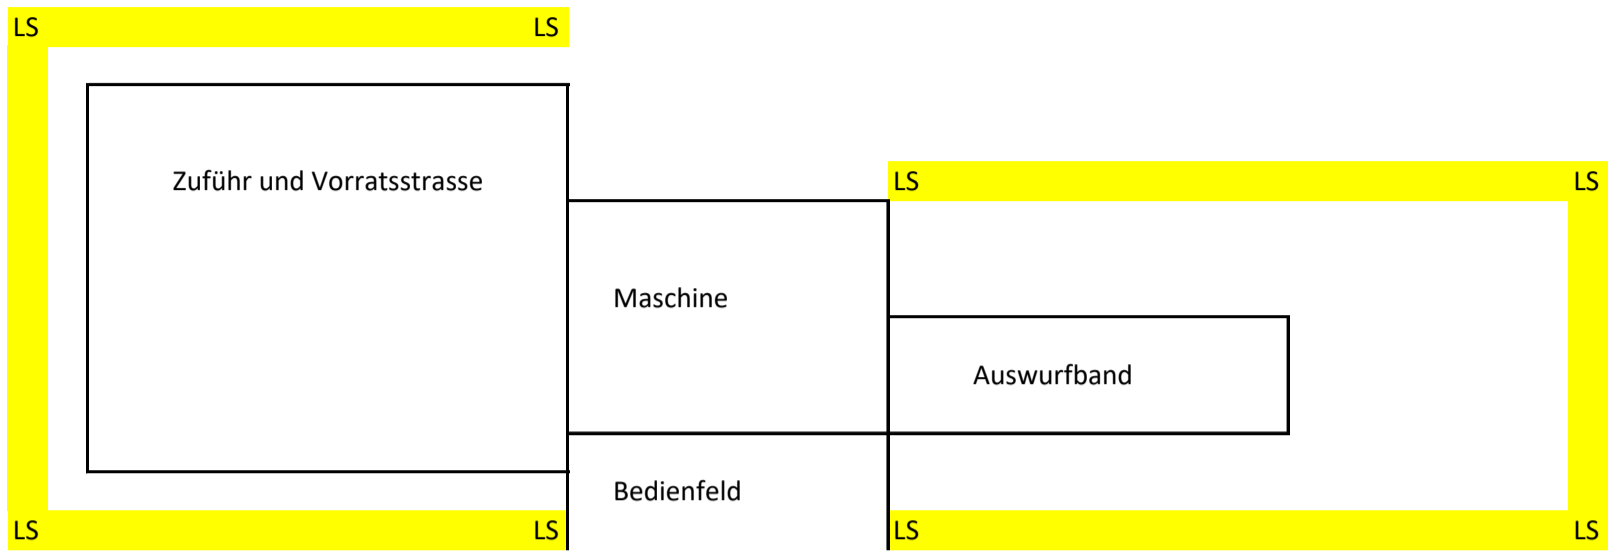 LS LS
Zuführ und Vorratsstrasse
LS LS
Maschine
Auswurfband
Bedienfeld
LS LS LS LS